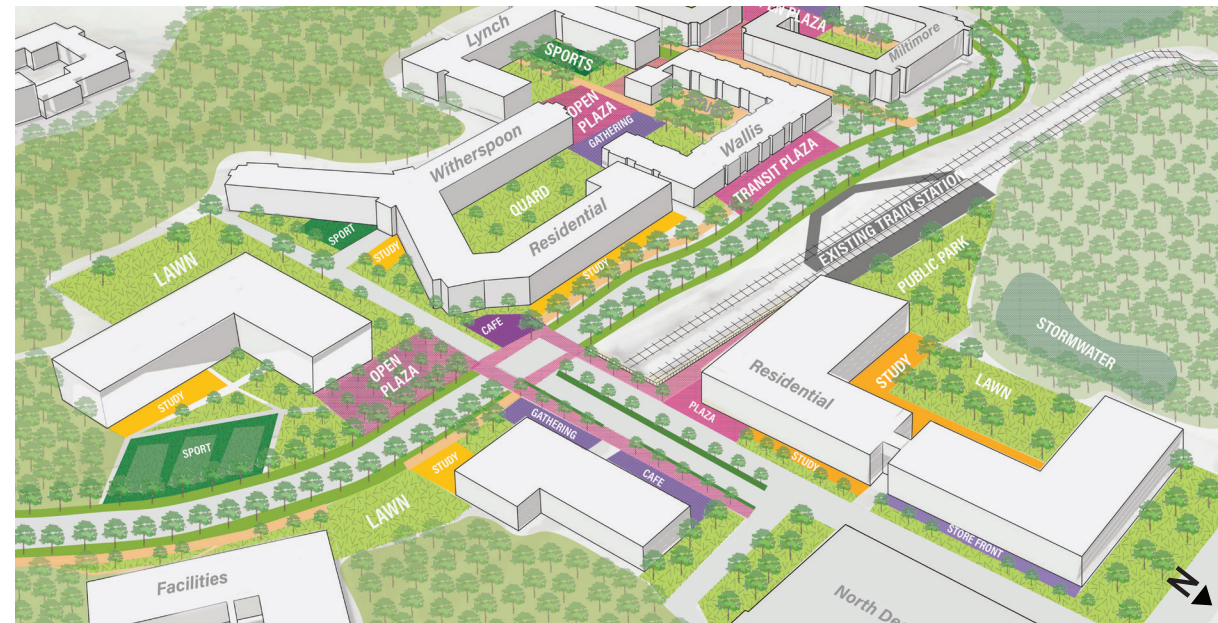 Lynch
SPORTS
OPEN PLAZA
Miltimore
OPEN
PLAZA
GATHERING
Witherspoon
Wallis
TRANSIT PLAZA
QUARD
Residential
SPORT
STUDY
STUDY
LAWN
EXISTING TRAIN STATION
PUBLIC PARK
STORMWATER
CAFE
OPEN
PLAZA
STUDY
SPORT
Residential
STUDY
LAWN
PLAZA
GATHERING
STUDY
CAFE
STUDY
LAWN
STORE FRONT
Facilities
North De
N